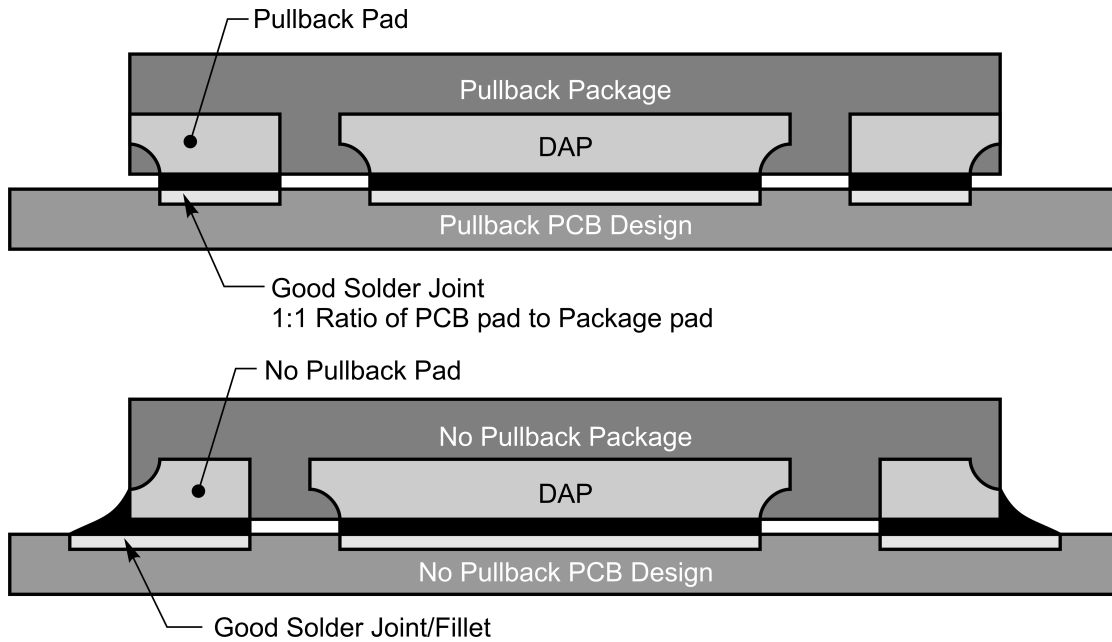 Pullback Pad
Pullback Package
DAP
Pullback PCB Design
Good Solder Joint
1:1 Ratio of PCB pad to Package pad
No Pullback Pad
No Pullback Package
DAP
No Pullback PCB Design
Good Solder Joint/Fillet